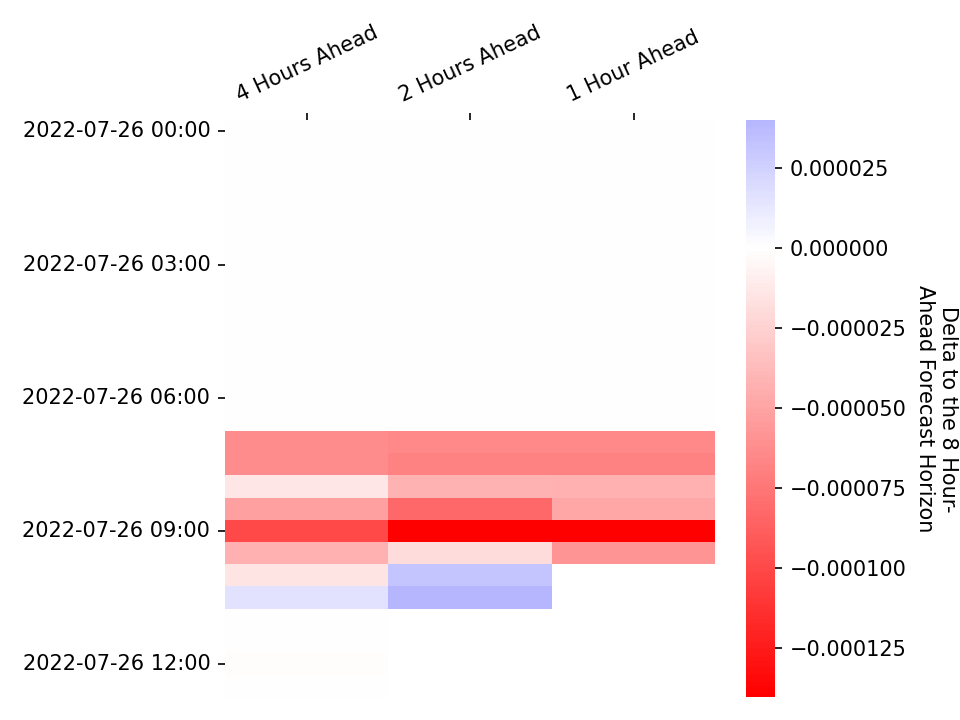 4 Hours Ahead
2 Hours Ahead
1 Hour Ahead
2022-07-26 00:00
2022-07-26 03:00
2022-07-26 06:00
2022-07-26 09:00
2022-07-26 12:00
0.000025
0.000000
−0.000025
−0.000050
−0.000075
−0.000100
−0.000125
Delta to the 8 Hour-
Ahead Forecast Horizon